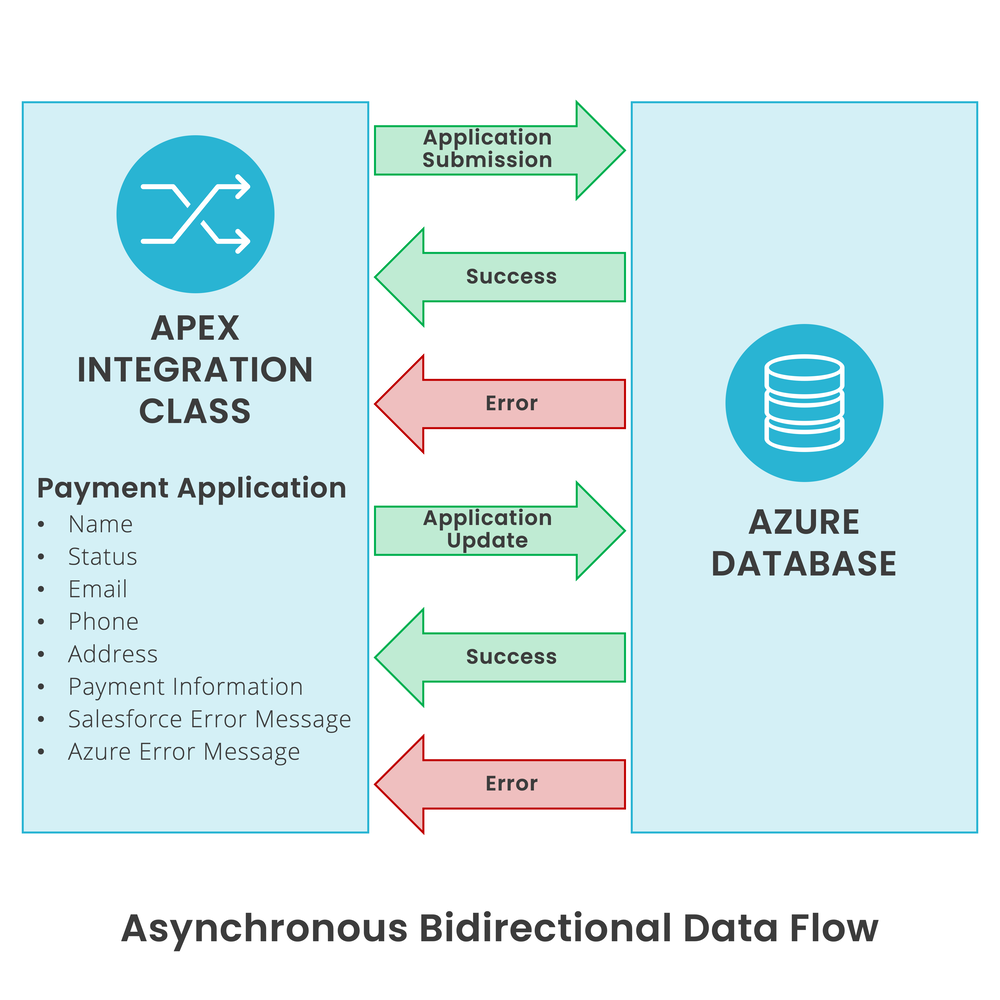 APEX
INTEGRATION
CLASS
Payment Application
• Name
• Status
• Email
• Phone
• Address
• Payment Information
• Salesforce Error Message
• Azure Error Message
Application
Submission
Success
Error
Application
Update
Success
Error
AZURE
DATABASE
Asynchronous Bidirectional Data Flow